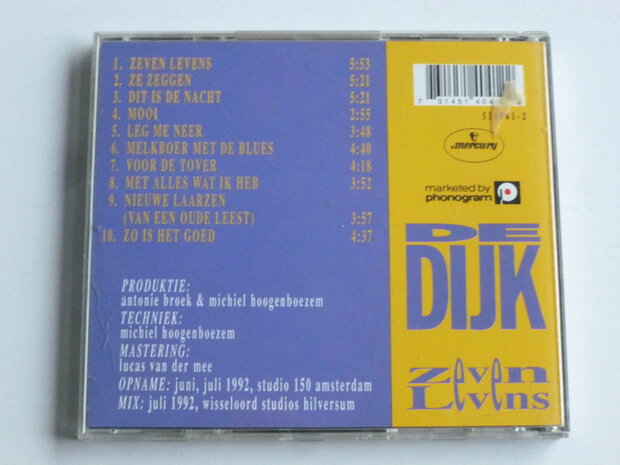 1. ZEVEN LEVENS 5:53
2. ZE ZEGGEN 5:21
3. DIT IS DE NACHT 5:21
4. MOOI 2:55
5. LEG ME NEER 3:48
6. MELKBOER MET DE BLUES 4:40
7. VOOR DE TOVER 4:18
8. MET ALLES WAT IK HEB 3:52
9. NIEUWE LAARZEN
(VAN EEN OUDE LEEST) 3:57
10. ZO IS HET GOED 4:37
PRODUKTIE:
antonie broek & michiel hoogenboezem
TECHNIEK:
michiel hoogenboezem
MASTERING:
lucas van der mee
OPNAME: juni, juli 1992, studio 150 amsterdam
MIX: juli 1992, wisseloord studios hilversum
7 31451
mercury
marketed by
phonogram
DE
DIJK
zeven
Levens